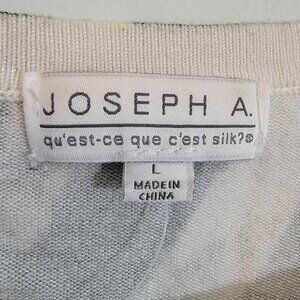 JOSEPH A.
qu'est-ce que c'est silk?®
L
MADE IN
CHINA